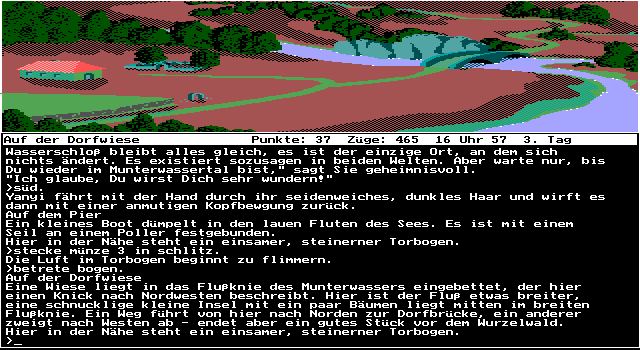 Auf der Dorfwiese Punkte: 37 Züge: 465 16 Uhr 57 3. Tag
Wasserschloß bleibt alles gleich, es ist der einzige Ort, an dem sich
nichts ändert. Es existiert sozusagen in beiden Welten. Aber warte nur, bis
Du wieder im Munterwassertal bist," sagt Sie geheimnisvoll.
"Ich glaube, Du wirst Dich sehr wundern!"
>süd.
Yangi fährt mit der Hand durch ihr seidenweiches, dunkles Haar und wirft es
dann mit einer anmutigen Kopfbewgung zurück.
Auf dem Pier
Ein kleines Boot dümpelt in den lauen Fluten des Sees. Es ist mit einem
Seil an einem Poller festgebunden.
Hier in der Nähe steht ein einsamer, steinerner Torbogen.
>stecke münze 3 in schlitz.
Die Luft im Torbogen beginnt zu flimmern.
>betrete bogen.
Auf der Dorfwiese
Eine Wiese liegt in das Flußknie des Munterwassers eingebettet, der hier
einen Knick nach Nordwesten beschreibt. Hier ist der Fluß etwas breiter,
eine schnucklige kleine Insel mit ein paar Bäumen liegt mitten im breiten
Flußknie. Ein Weg führt von hier nach Norden zur Dorfbrücke, ein anderer
zweigt nach Westen ab - endet aber ein gutes Stück vor dem Wurzelwald.
Hier in der Nähe steht ein einsamer, steinerner Torbogen.
>_